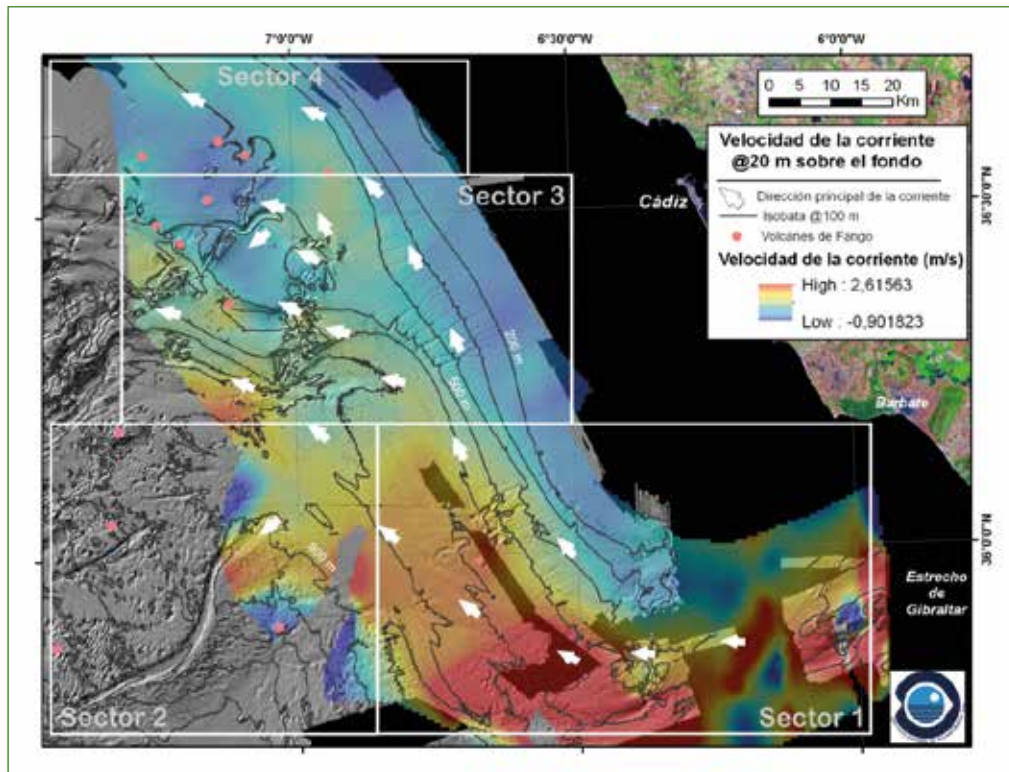 7°0'0"W
6°30'0"W
6°0'0"W
Sector 4
0 5 10 15 20
Km
Velocidad de la corriente
@20 m sobre el fondo
Dirección principal de la corriente
Isobata @100 m
Volcanes de Fango
Velocidad de la corriente (m/s)
High : 2,61563
Low : -0,901823
Sector 3
Cádiz
36°30'0"N
200 m
500 m
Barbate
36°0'0"N
Estrecho
de
Gibraltar
Sector 2
Sector 1